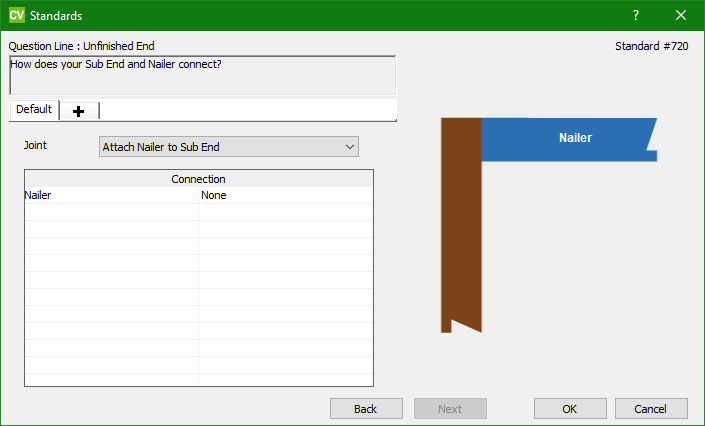 CV Standards ?
Question Line : Unfinished End Standard #720
How does your Sub End and Nailer connect?
Default
Joint Attach Nailer to Sub End
Nailer
Connection
Nailer None
Back Next OK Cancel